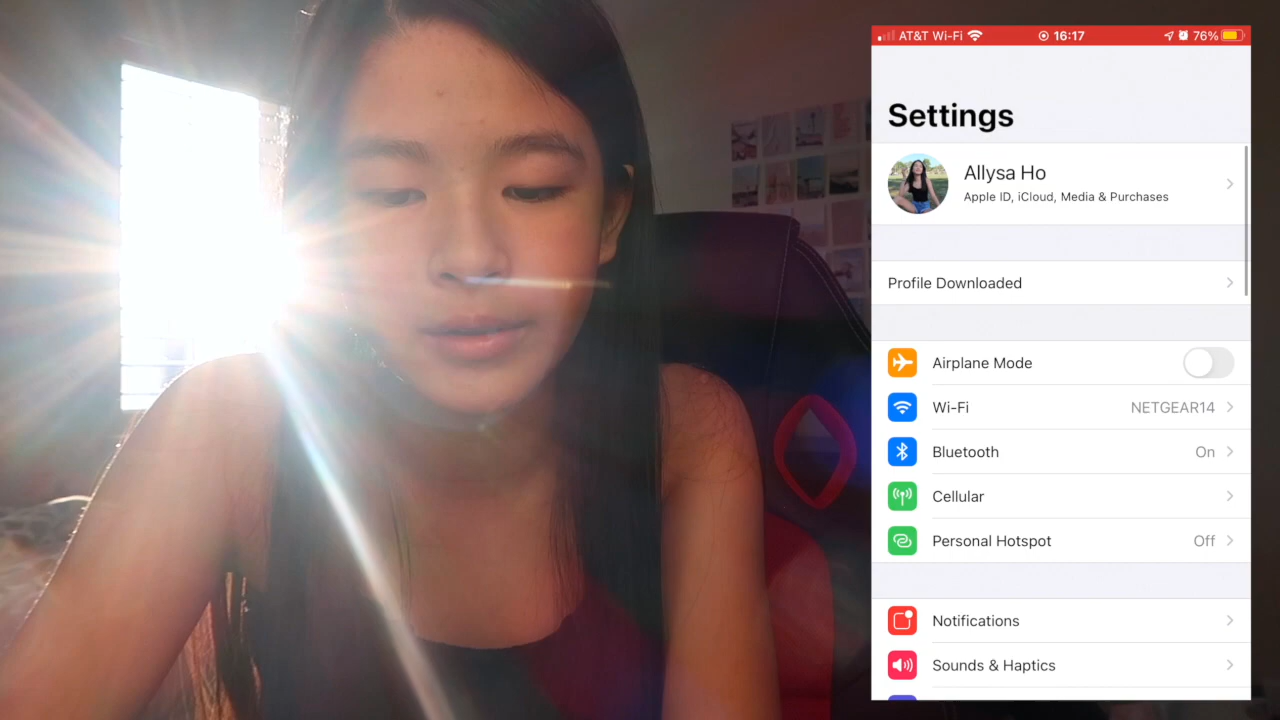 AT&T Wi-Fi 16:17 76%
Settings
Allysa Ho
Apple ID, iCloud, Media & Purchases
Profile Downloaded
Airplane Mode
Wi-Fi NETGEAR14
Bluetooth On
Cellular
Personal Hotspot Off
Notifications
Sounds & Haptics